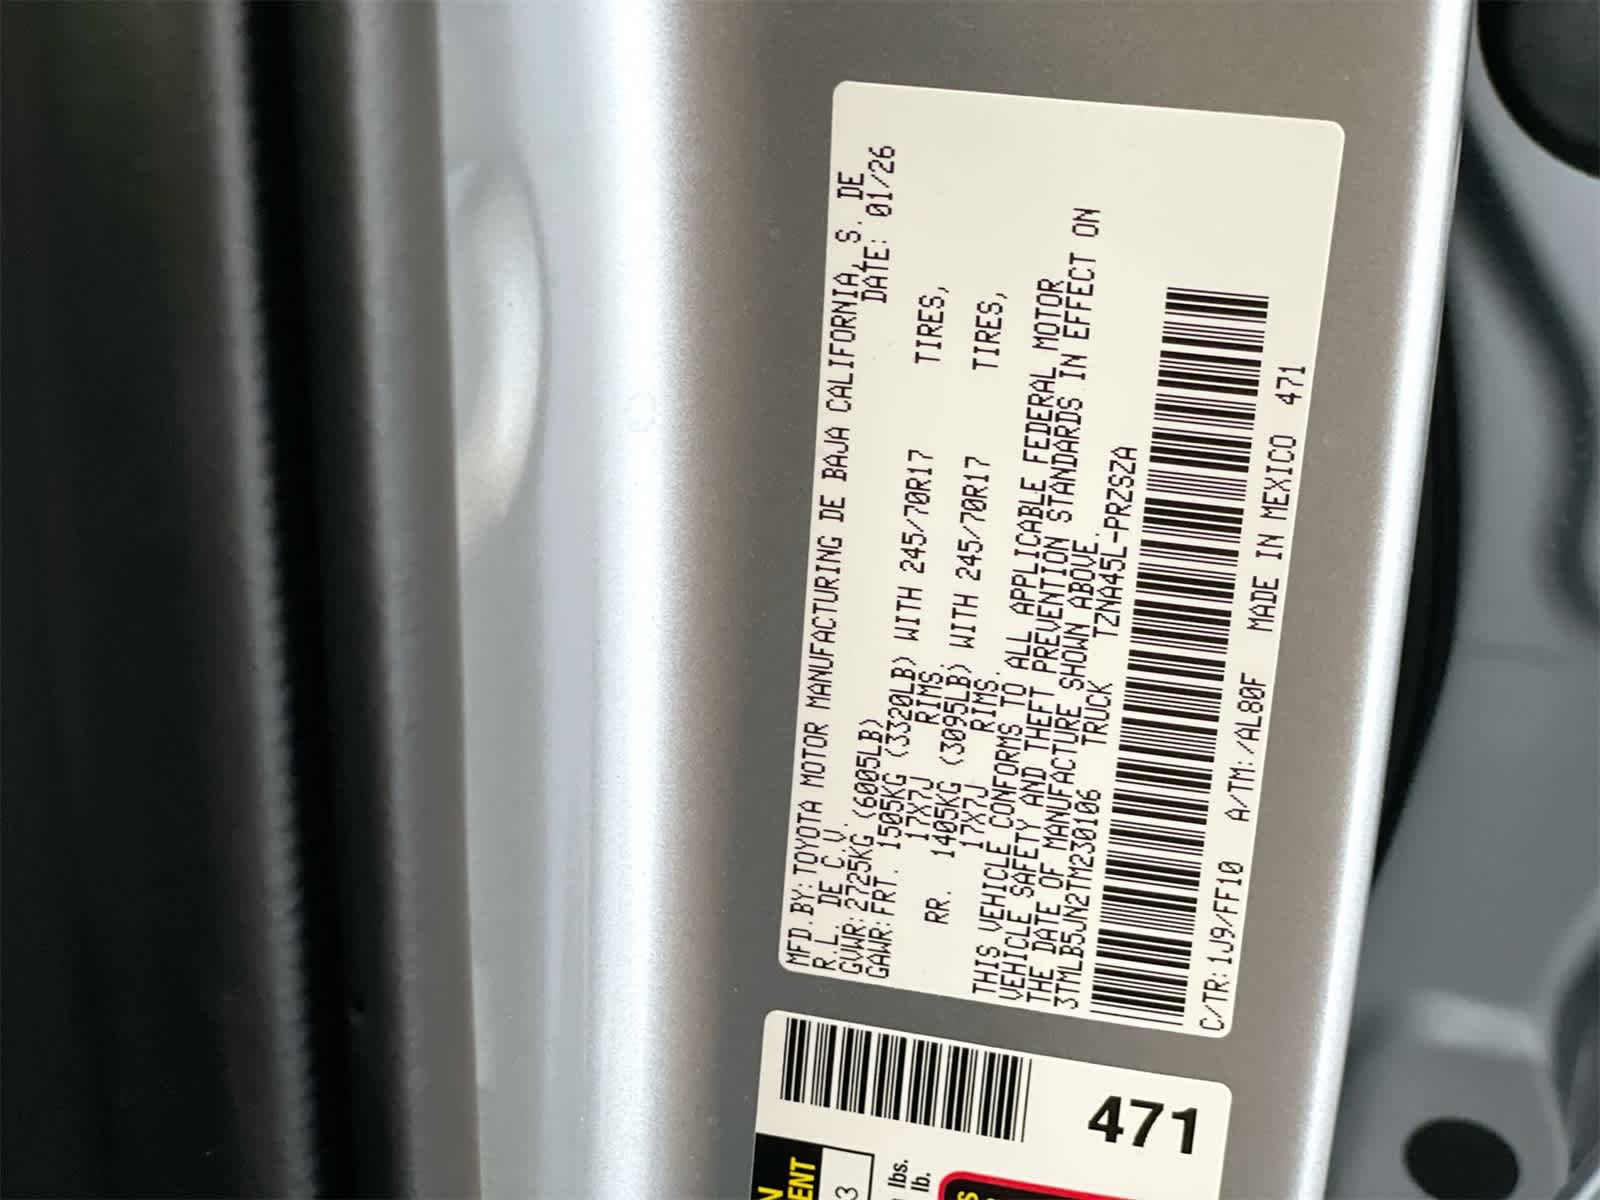 MFD.BY:TOYOTA MOTOR MANUFACTURING DE BAJA CALIFORNIA, S. DE
R.L. DE C.V. DATE: 01/26
GVWR:2725KG (6005LB)
GAWR:FRT. 1505KG (3320LB) WITH 245/70R17 TIRES,
17X7J RIMS.
RR. 1405KG (3095LB) WITH 245/70R17 TIRES,
17X7J RIMS.
THIS VEHICLE CONFORMS TO ALL APPLICABLE FEDERAL MOTOR
VEHICLE SAFETY AND THEFT PREVENTION STANDARDS IN EFFECT ON
THE DATE OF MANUFACTURE SHOWN ABOVE.
3TMLB5JN2TM230106 TRUCK TZNA45L-PRZSZA
C/TR:1J9/FF10 A/TM:/AL80F MADE IN MEXICO 471
471
lbs.
lb.
3